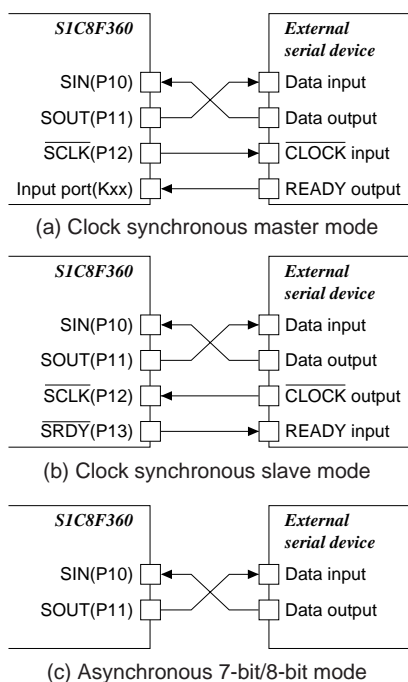 S1C8F360 External
serial device
SIN(P10) Data input
SOUT(P11) Data output
SCLK(P12) CLOCK input
Input port(Kxx) READY output
(a) Clock synchronous master mode
S1C8F360 External
serial device
SIN(P10) Data input
SOUT(P11) Data output
SCLK(P12) CLOCK output
SRDY(P13) READY input
(b) Clock synchronous slave mode
S1C8F360 External
serial device
SIN(P10) Data input
SOUT(P11) Data output
(c) Asynchronous 7-bit/8-bit mode